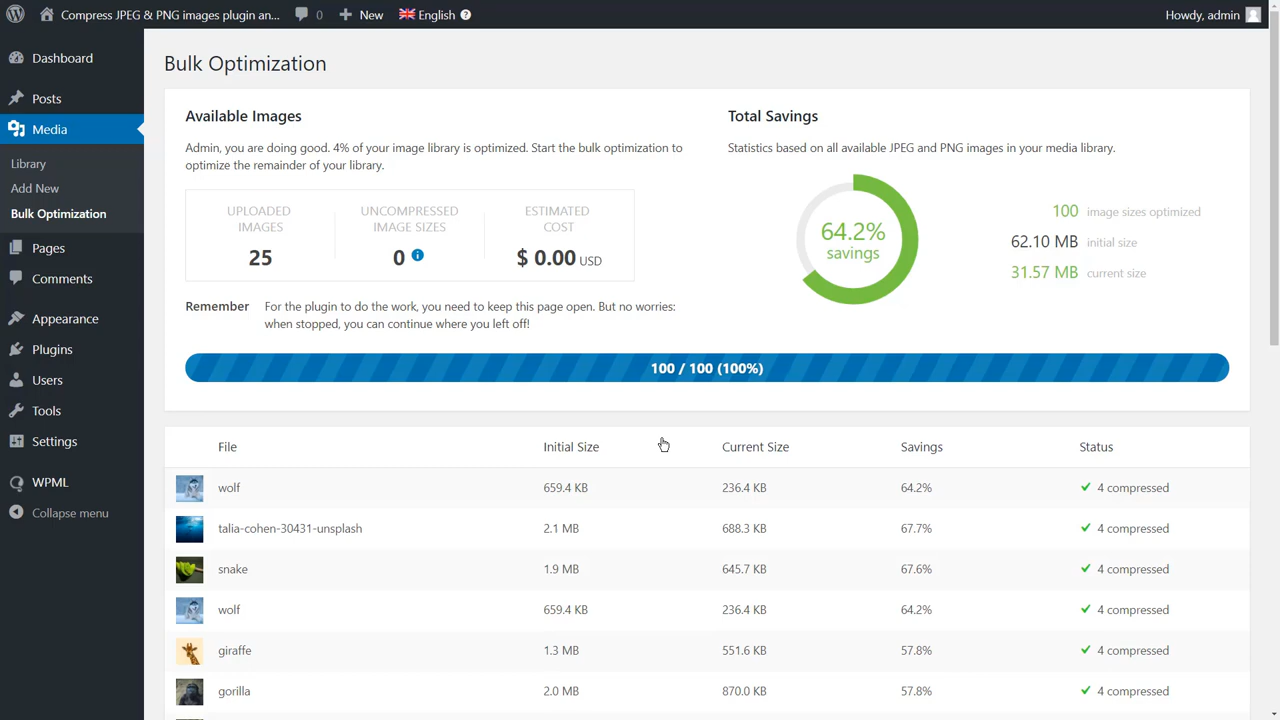 Compress JPEG & PNG images plugin an... 0 New English Howdy, admin
Dashboard
Posts
Media
Library
Add New
Bulk Optimization
Pages
Comments
Appearance
Plugins
Users
Tools
Settings
WPML
Collapse menu
Bulk Optimization
Available Images
Admin, you are doing good. 4% of your image library is optimized. Start the bulk optimization to
optimize the remainder of your library.
UPLOADED
IMAGES
25
UNCOMPRESSED
IMAGE SIZES
0
ESTIMATED
COST
$ 0.00 USD
Remember For the plugin to do the work, you need to keep this page open. But no worries:
when stopped, you can continue where you left off!
Total Savings
Statistics based on all available JPEG and PNG images in your media library.
64.2%
savings
100 image sizes optimized
62.10 MB initial size
31.57 MB current size
100 / 100 (100%)
File Initial Size Current Size Savings Status
wolf 659.4 KB 236.4 KB 64.2% 4 compressed
talia-cohen-30431-unsplash 2.1 MB 688.3 KB 67.7% 4 compressed
snake 1.9 MB 645.7 KB 67.6% 4 compressed
wolf 659.4 KB 236.4 KB 64.2% 4 compressed
giraffe 1.3 MB 551.6 KB 57.8% 4 compressed
gorilla 2.0 MB 870.0 KB 57.8% 4 compressed